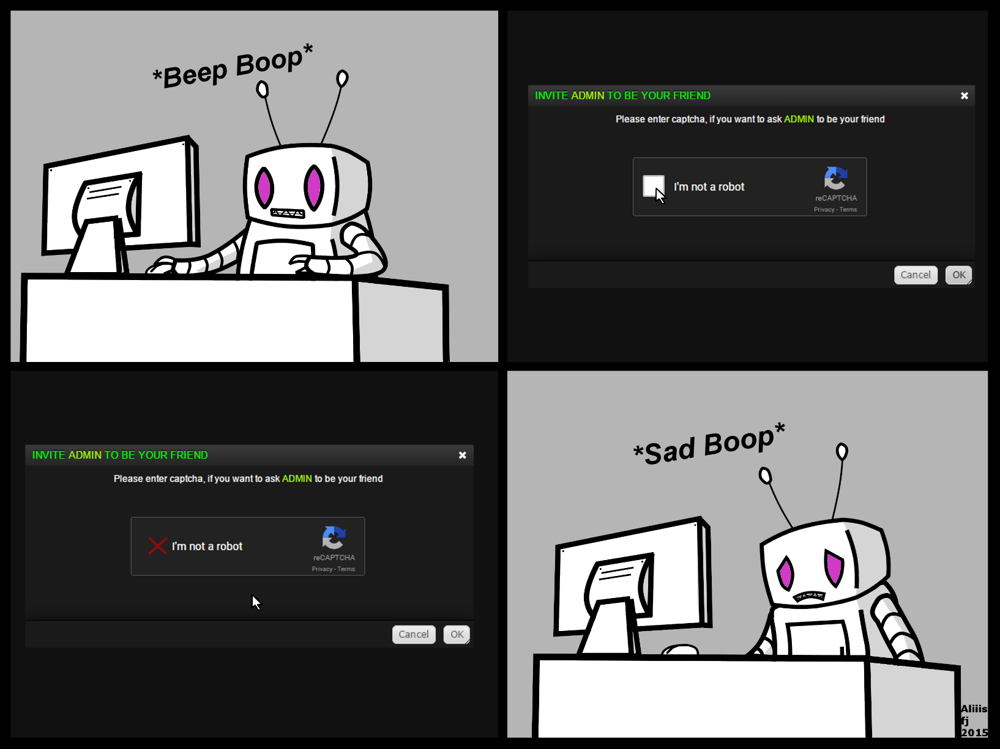 *Beep Boop*
INVITE ADMIN TO BE YOUR FRIEND
Please enter captcha, if you want to ask ADMIN to be your friend
I'm not a robot
reCAPTCHA
Privacy - Terms
Cancel
OK
INVITE ADMIN TO BE YOUR FRIEND
Please enter captcha, if you want to ask ADMIN to be your friend
I'm not a robot
reCAPTCHA
Privacy - Terms
Cancel
OK
*Sad Boop*
Aliiis
fj
2015